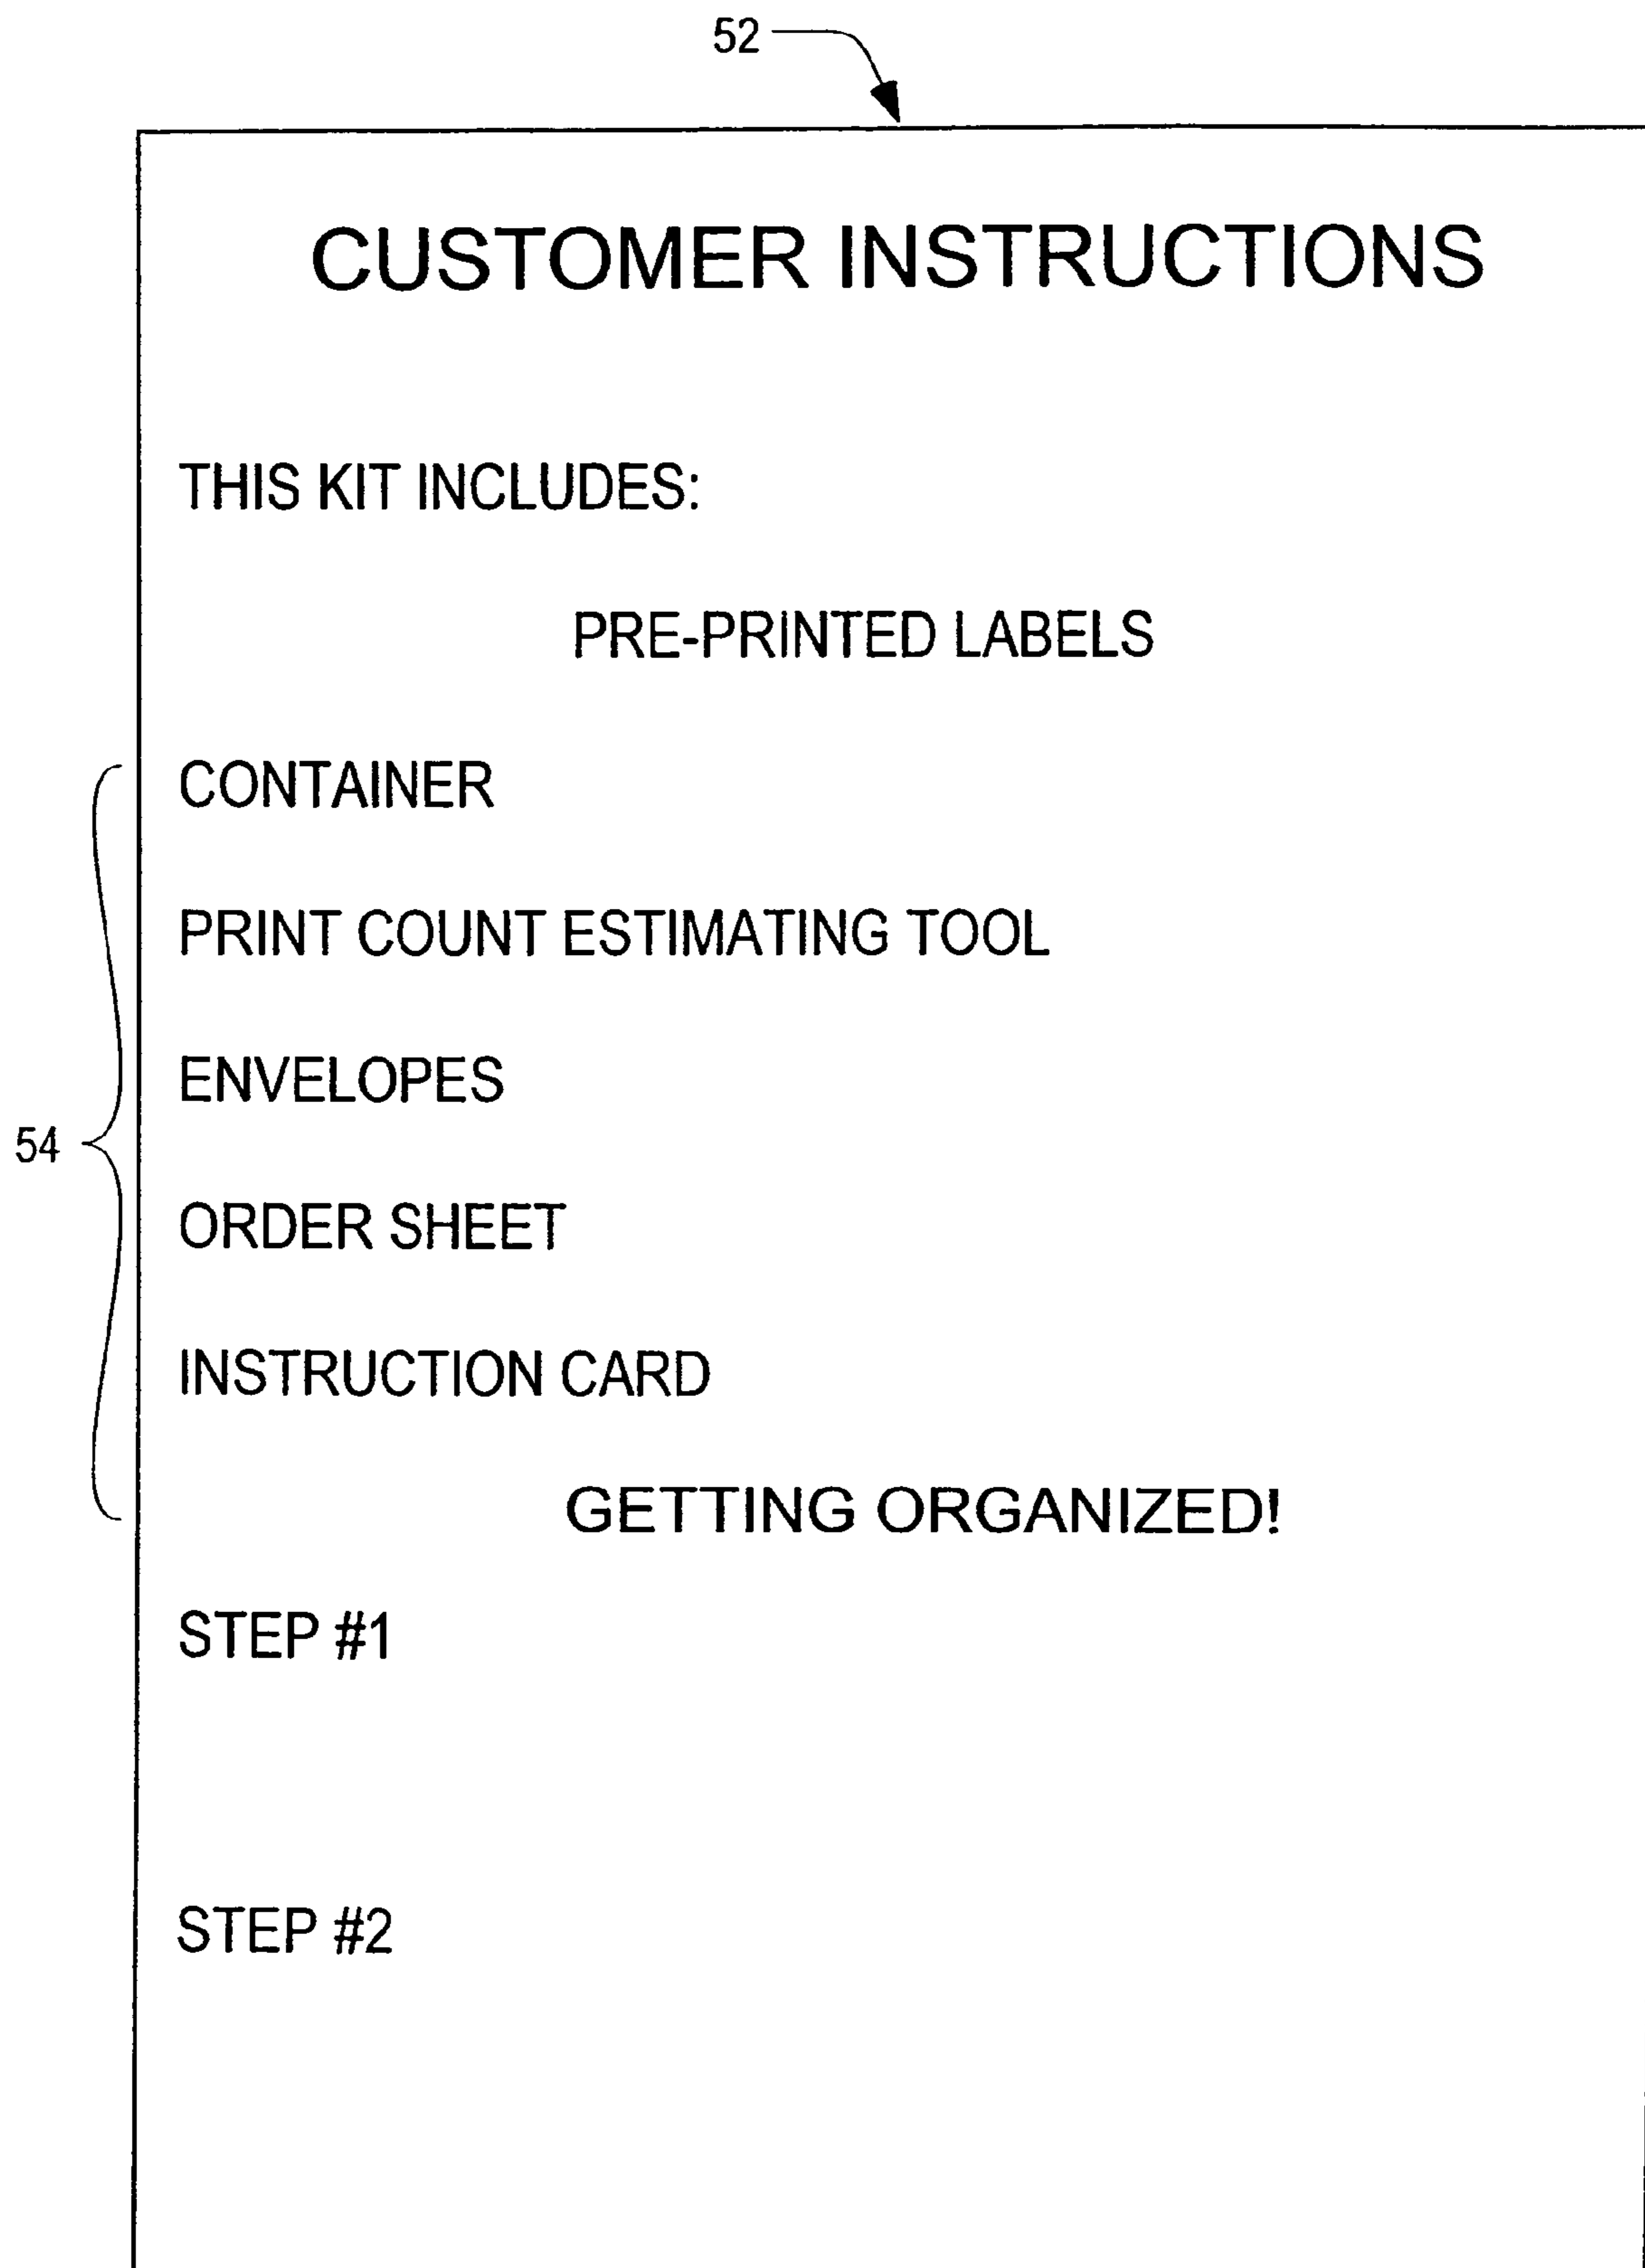 52
CUSTOMER INSTRUCTIONS
THIS KIT INCLUDES:
PRE-PRINTED LABELS
CONTAINER
PRINT COUNT ESTIMATING TOOL
ENVELOPES
54
ORDER SHEET
INSTRUCTION CARD
GETTING ORGANIZED!
STEP #1
STEP #2